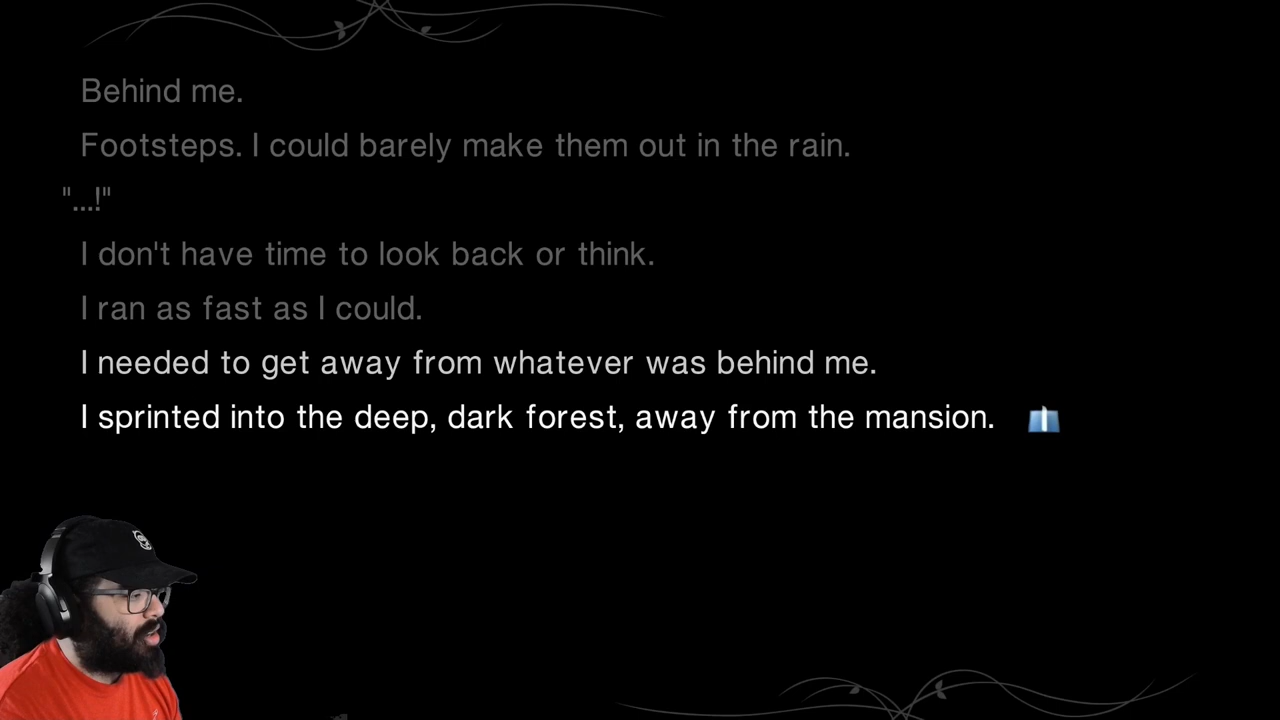 Behind me.
Footsteps. I could barely make them out in the rain.
"...!"
I don't have time to look back or think.
I ran as fast as I could.
I needed to get away from whatever was behind me.
I sprinted into the deep, dark forest, away from the mansion.